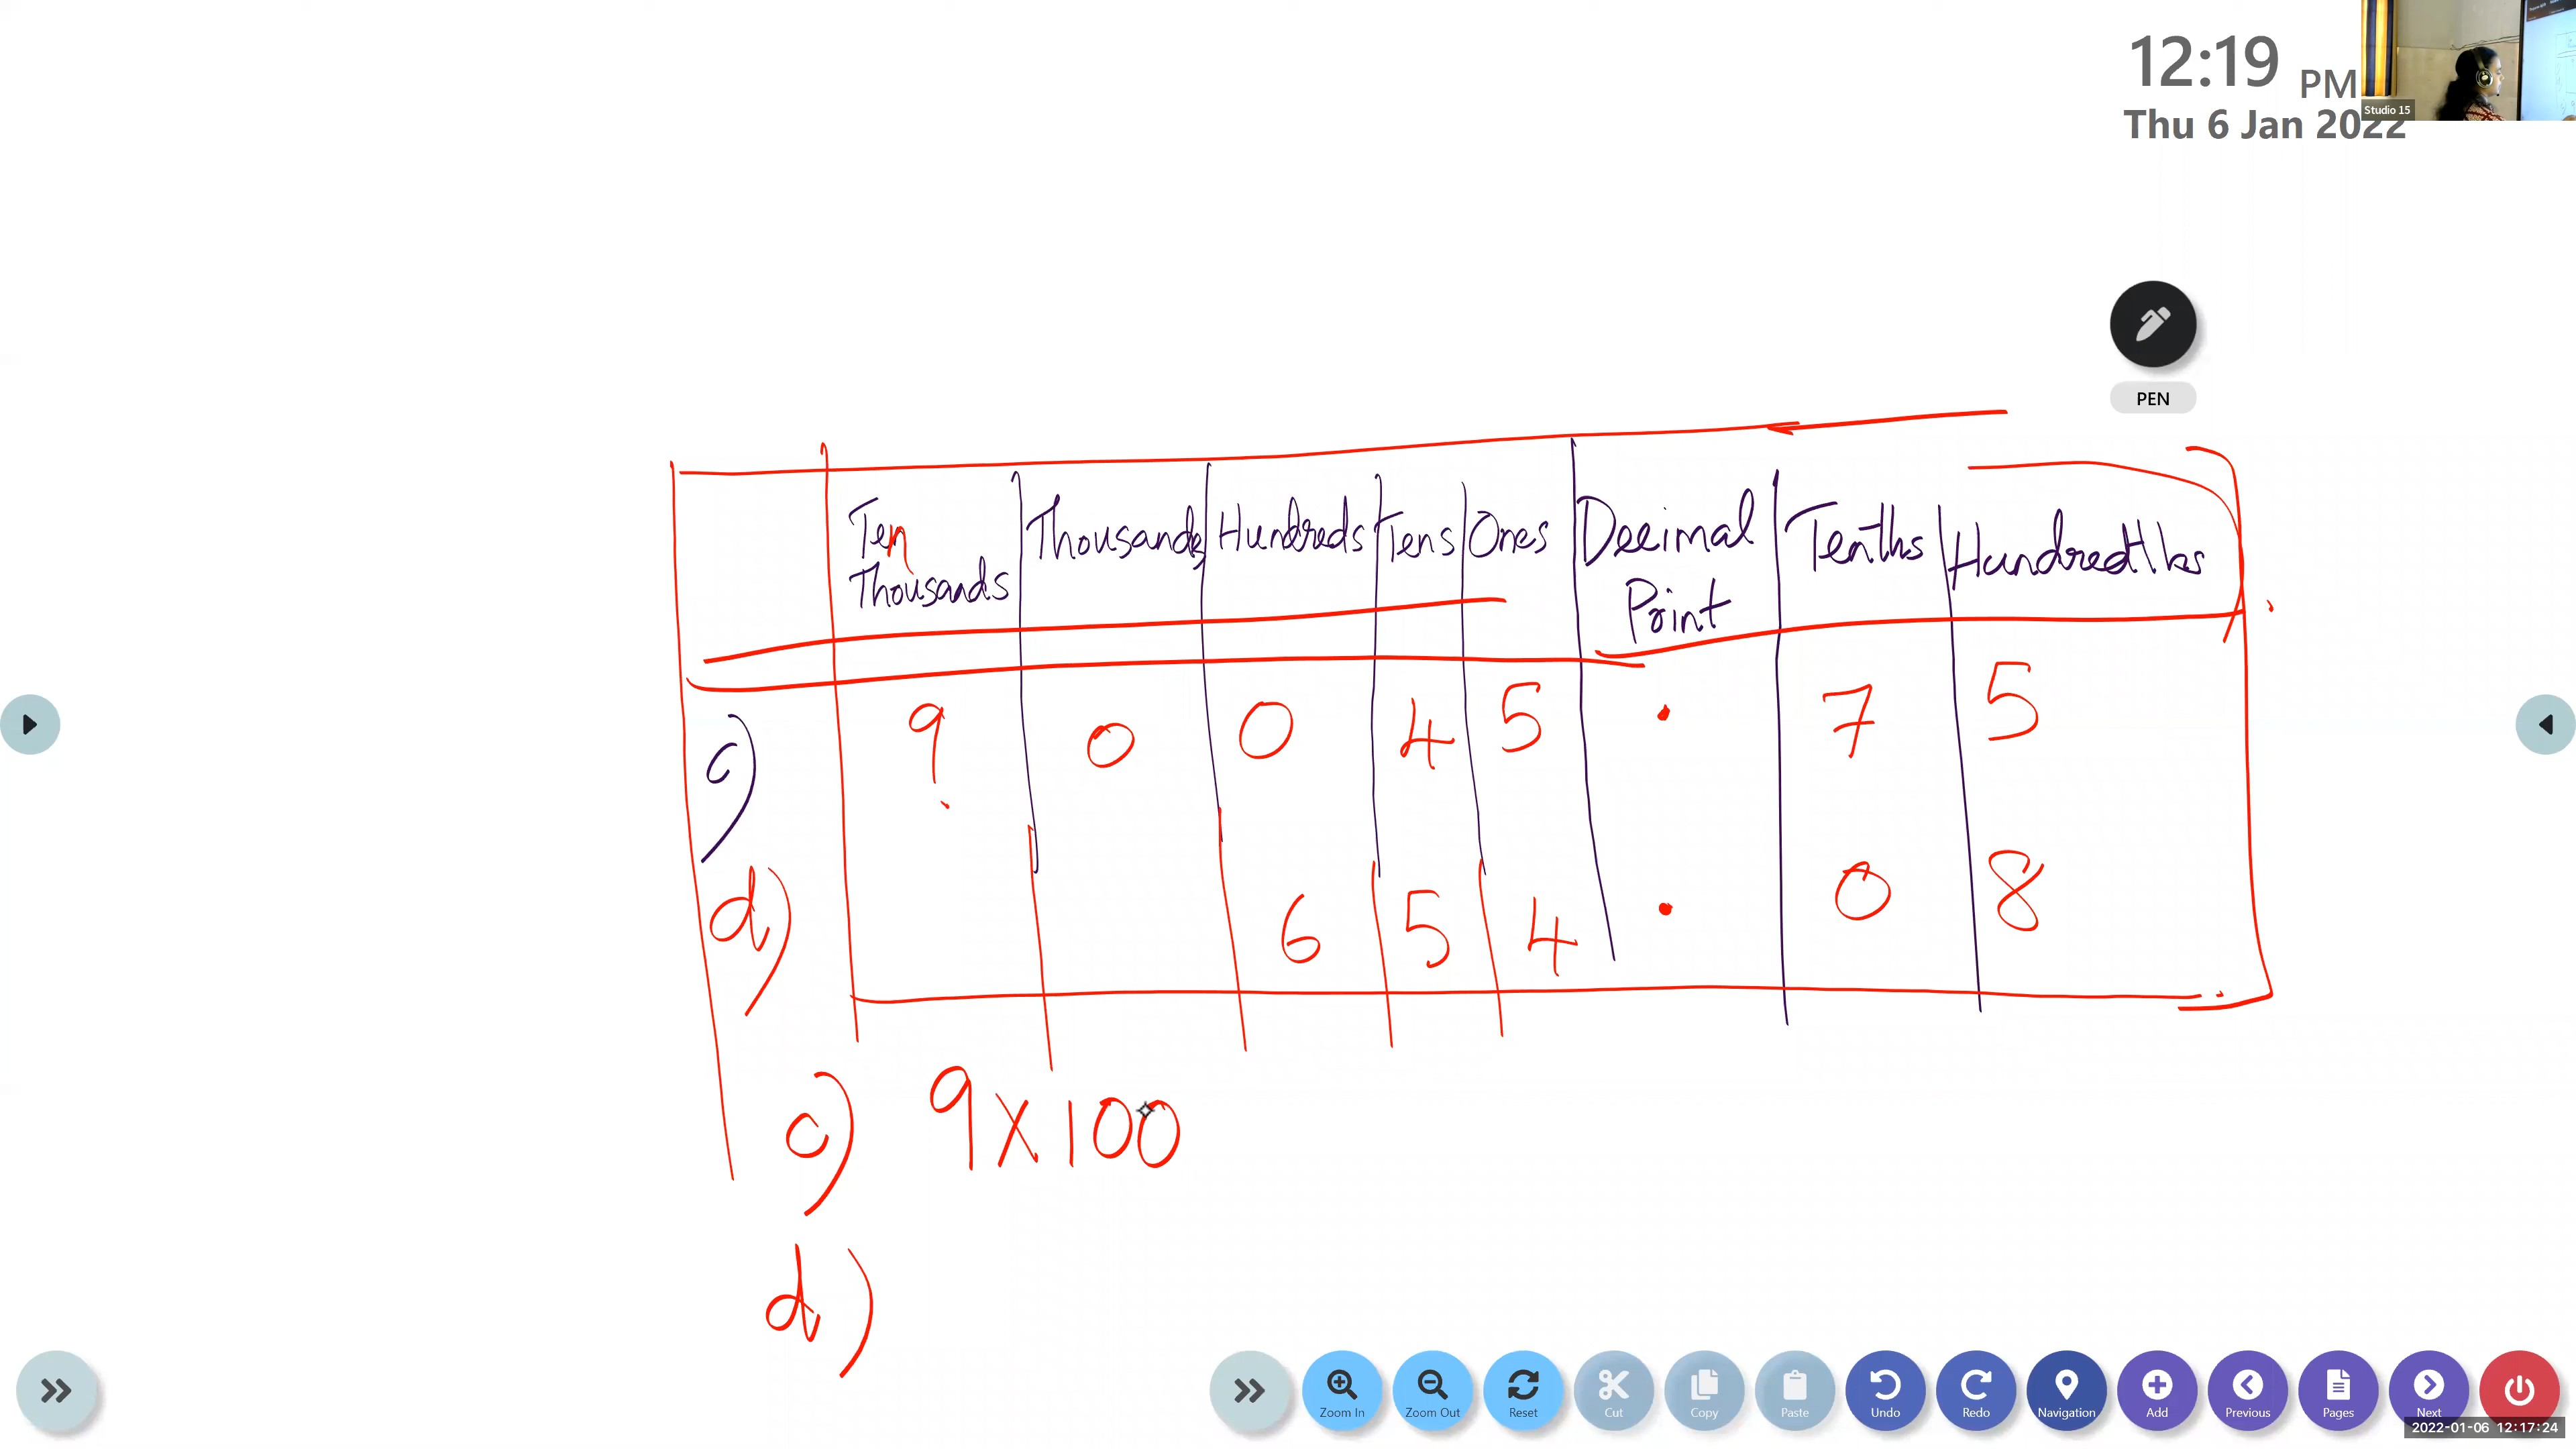 12:19 PM
Studio 15
Thu 6 Jan 2022
PEN
Ten Thousands Thousands Hundreds Tens Ones Decimal Point Tenths Hundredths
c) 9 0 0 4 5 . 7 5
d) 6 5 4 . 0 8
c) 9 × 100
d)
Zoom In Zoom Out Reset Cut Copy Paste Undo Redo Navigation Add Previous Pages Next
2022-01-06 12:17:24